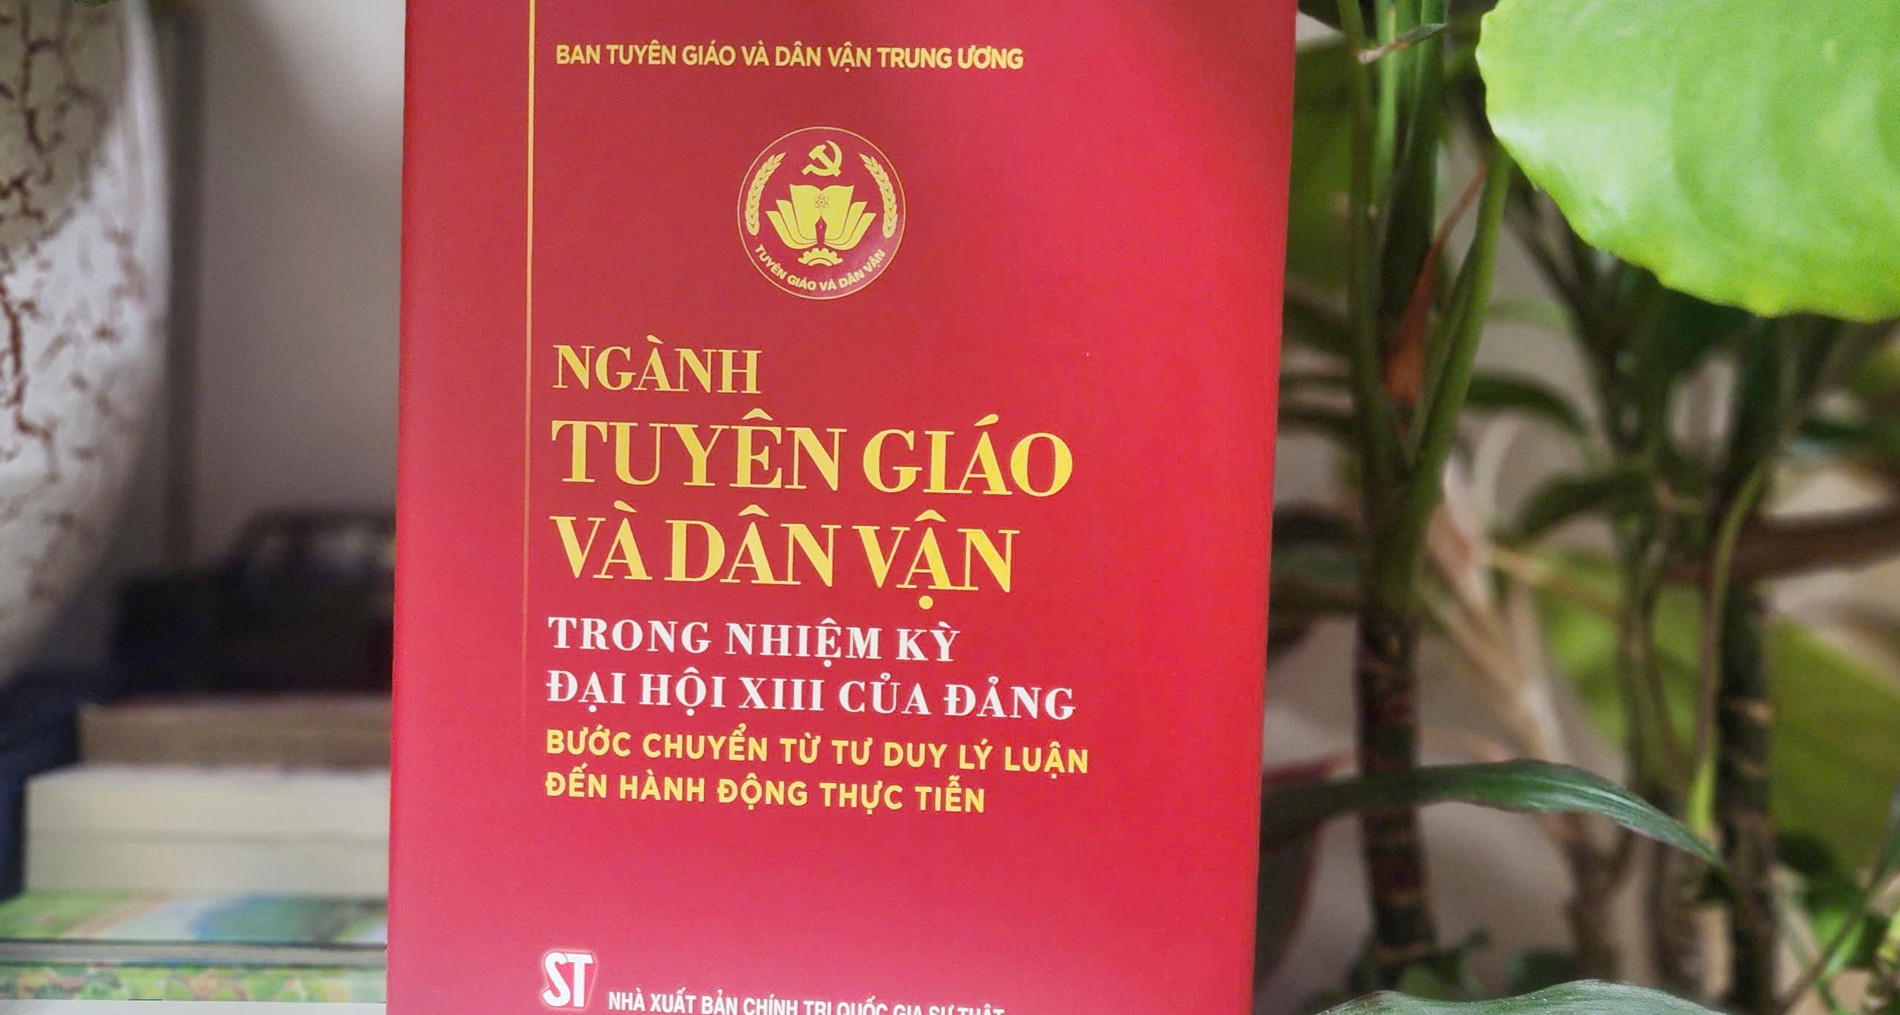 BAN TUYÊN GIÁO VÀ DÂN VẬN TRUNG ƯƠNG
TUYÊN GIÁO VÀ DÂN VẬN
NGÀNH
TUYÊN GIÁO
VÀ DÂN VẬN
TRONG NHIỆM KỲ
ĐẠI HỘI XIII CỦA ĐẢNG
BƯỚC CHUYỂN TỪ TƯ DUY LÝ LUẬN
ĐẾN HÀNH ĐỘNG THỰC TIỄN
ST
NHÀ XUẤT BẢN CHÍNH TRỊ QUỐC GIA SỰ THẬT